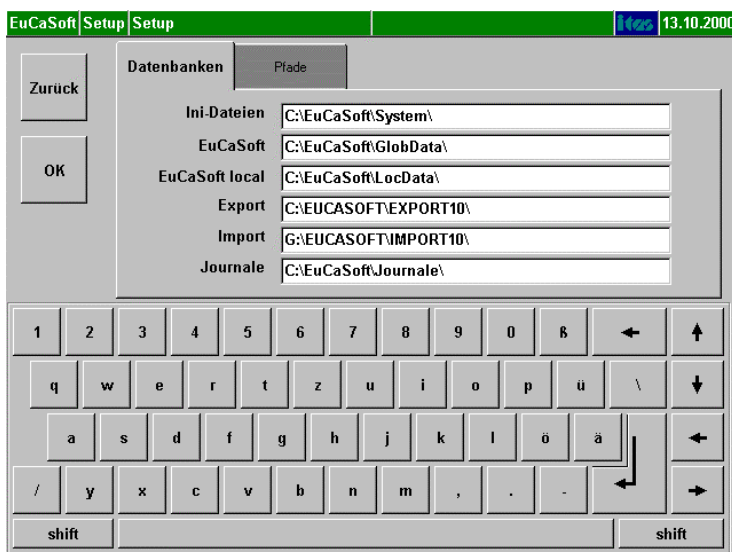 EuCaSoft Setup Setup itas 13.10.2000
Zurück
OK
Datenbanken Pfade
Ini-Dateien C:\EuCaSoft\System\
EuCaSoft C:\EuCaSoft\GlobData\
EuCaSoft local C:\EuCaSoft\LocData\
Export C:\EUCASOFT\EXPORT10\
Import G:\EUCASOFT\IMPORT10\
Journale C:\EuCaSoft\Journale\
1 2 3 4 5 6 7 8 9 0 ß
q w e r t z u i o p ü \
a s d f g h j k l ö ä
/ y x c v b n m , . -
shift shift